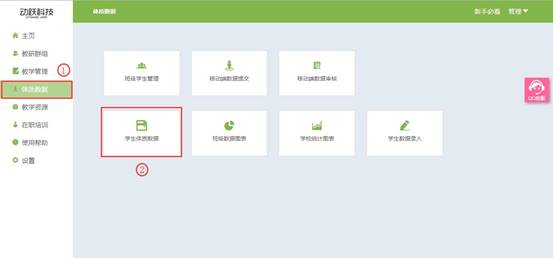 动跃科技
体质数据
新手必看 管理
主页
教研群组
教学管理
①
体质数据
教学资源
在职培训
使用帮助
设置
班级学生管理
移动端数据提交
移动端数据审核
学生体质数据
班级数据图表
学校统计图表
学生数据录入
②
QQ客服